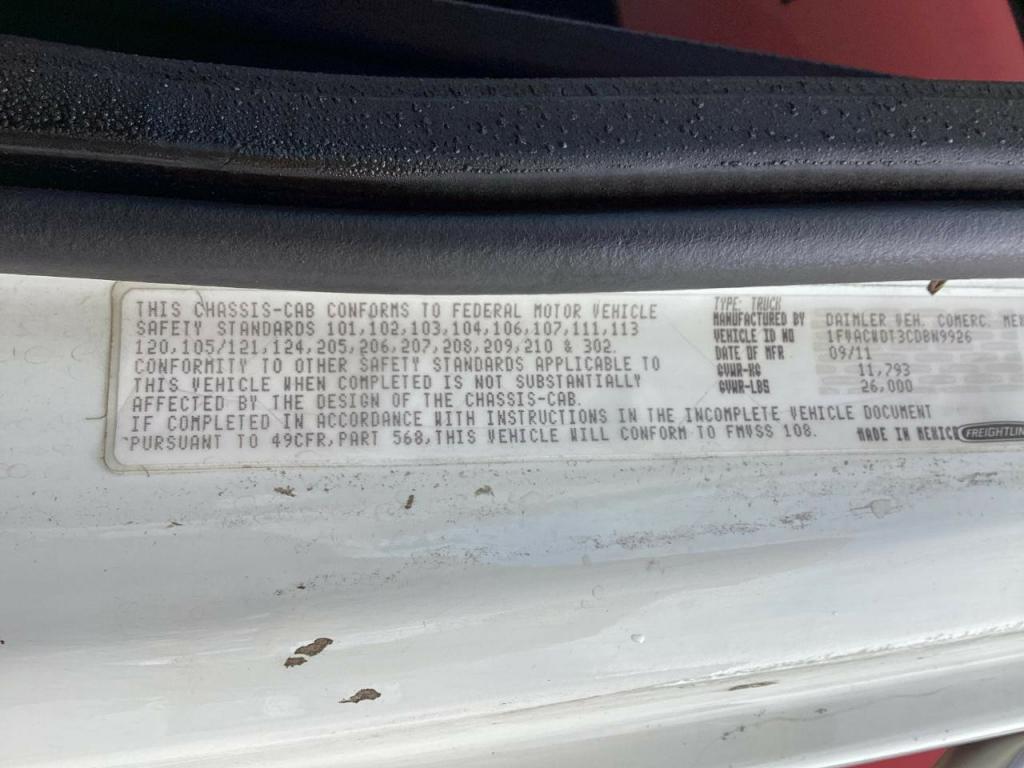 THIS CHASSIS-CAB CONFORMS TO FEDERAL MOTOR VEHICLE
SAFETY STANDARDS 101,102,103,104,106,107,111,113
120,105/121,124,205,206,207,208,209,210 & 302.
CONFORMITY TO OTHER SAFETY STANDARDS APPLICABLE TO
THIS VEHICLE WHEN COMPLETED IS NOT SUBSTANTIALLY
AFFECTED BY THE DESIGN OF THE CHASSIS-CAB.
IF COMPLETED IN ACCORDANCE WITH INSTRUCTIONS IN THE INCOMPLETE VEHICLE DOCUMENT
PURSUANT TO 49CFR,PART 568,THIS VEHICLE WILL CONFORM TO FMVSS 108.
TYPE: TRUCK
MANUFACTURED BY DAIMLER VEH. COMERC. MEX
VEHICLE ID NO 1FVACWDT3CDBN9926
DATE OF MFR 09/11
GVWR-KG 11,793
GVWR-LBS 26,000
MADE IN MEXICO FREIGHTLIN